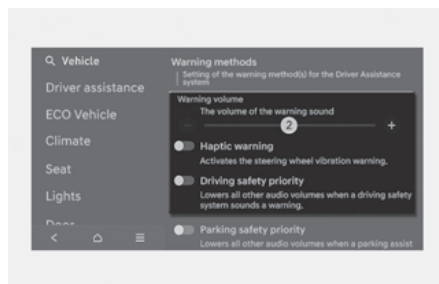 Vehicle
Driver assistance
ECO Vehicle
Climate
Seat
Lights
Door
Warning methods
Setting of the warning method(s) for the Driver Assistance
system
Warning volume
The volume of the warning sound
2
Haptic warning
Activates the steering wheel vibration warning.
Driving safety priority
Lowers all other audio volumes when a driving safety
system sounds a warning.
Parking safety priority
Lowers all other audio volumes when a parking assist